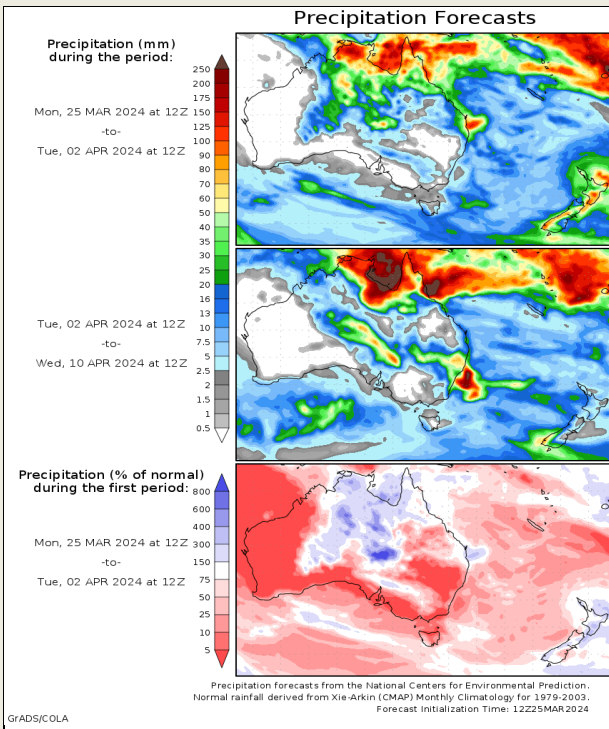 Precipitation Forecasts
Precipitation (mm)
during the period:
Mon, 25 MAR 2024 at 12Z
-to-
Tue, 02 APR 2024 at 12Z
250
200
175
150
125
100
90
80
70
60
50
40
35
30
25
20
16
13
10
7.5
5
2.5
2
1.5
1
0.5
Tue, 02 APR 2024 at 12Z
-to-
Wed, 10 APR 2024 at 12Z
Precipitation (% of normal)
during the first period:
Mon, 25 MAR 2024 at 12Z
-to-
Tue, 02 APR 2024 at 12Z
800
600
400
300
150
75
50
25
10
5
Precipitation forecasts from the National Centers for Environmental Prediction.
Normal rainfall derived from Xie-Arkin (CMAP) Monthly Climatology for 1979-2003.
Forecast Initialization Time: 12Z25MAR2024
GrADS/COLA